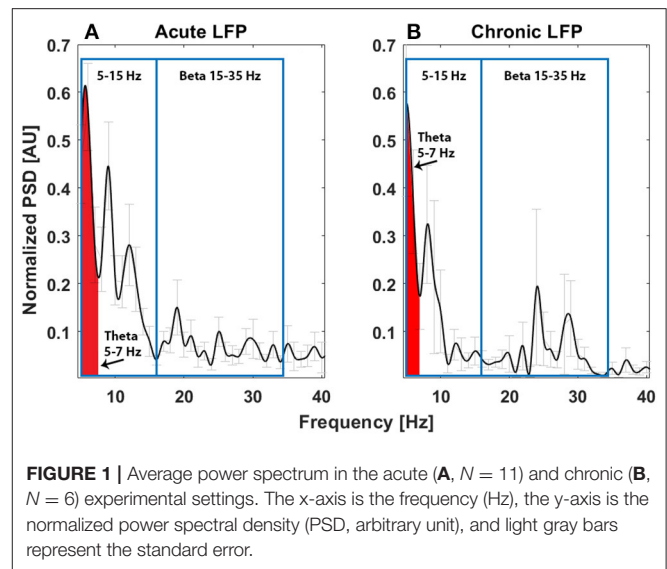 A
Acute LFP
B
Chronic LFP
Normalized PSD [AU]
0.7
0.6
0.5
0.4
0.3
0.2
0.1
5-15 Hz
Beta 15-35 Hz
Theta
5-7 Hz
10
20
30
40
0.7
0.6
0.5
0.4
0.3
0.2
0.1
5-15 Hz
Beta 15-35 Hz
Theta
5-7 Hz
10
20
30
40
Frequency [Hz]
FIGURE 1 | Average power spectrum in the acute (A, N = 11) and chronic (B,
N = 6) experimental settings. The x-axis is the frequency (Hz), the y-axis is the
normalized power spectral density (PSD, arbitrary unit), and light gray bars
represent the standard error.